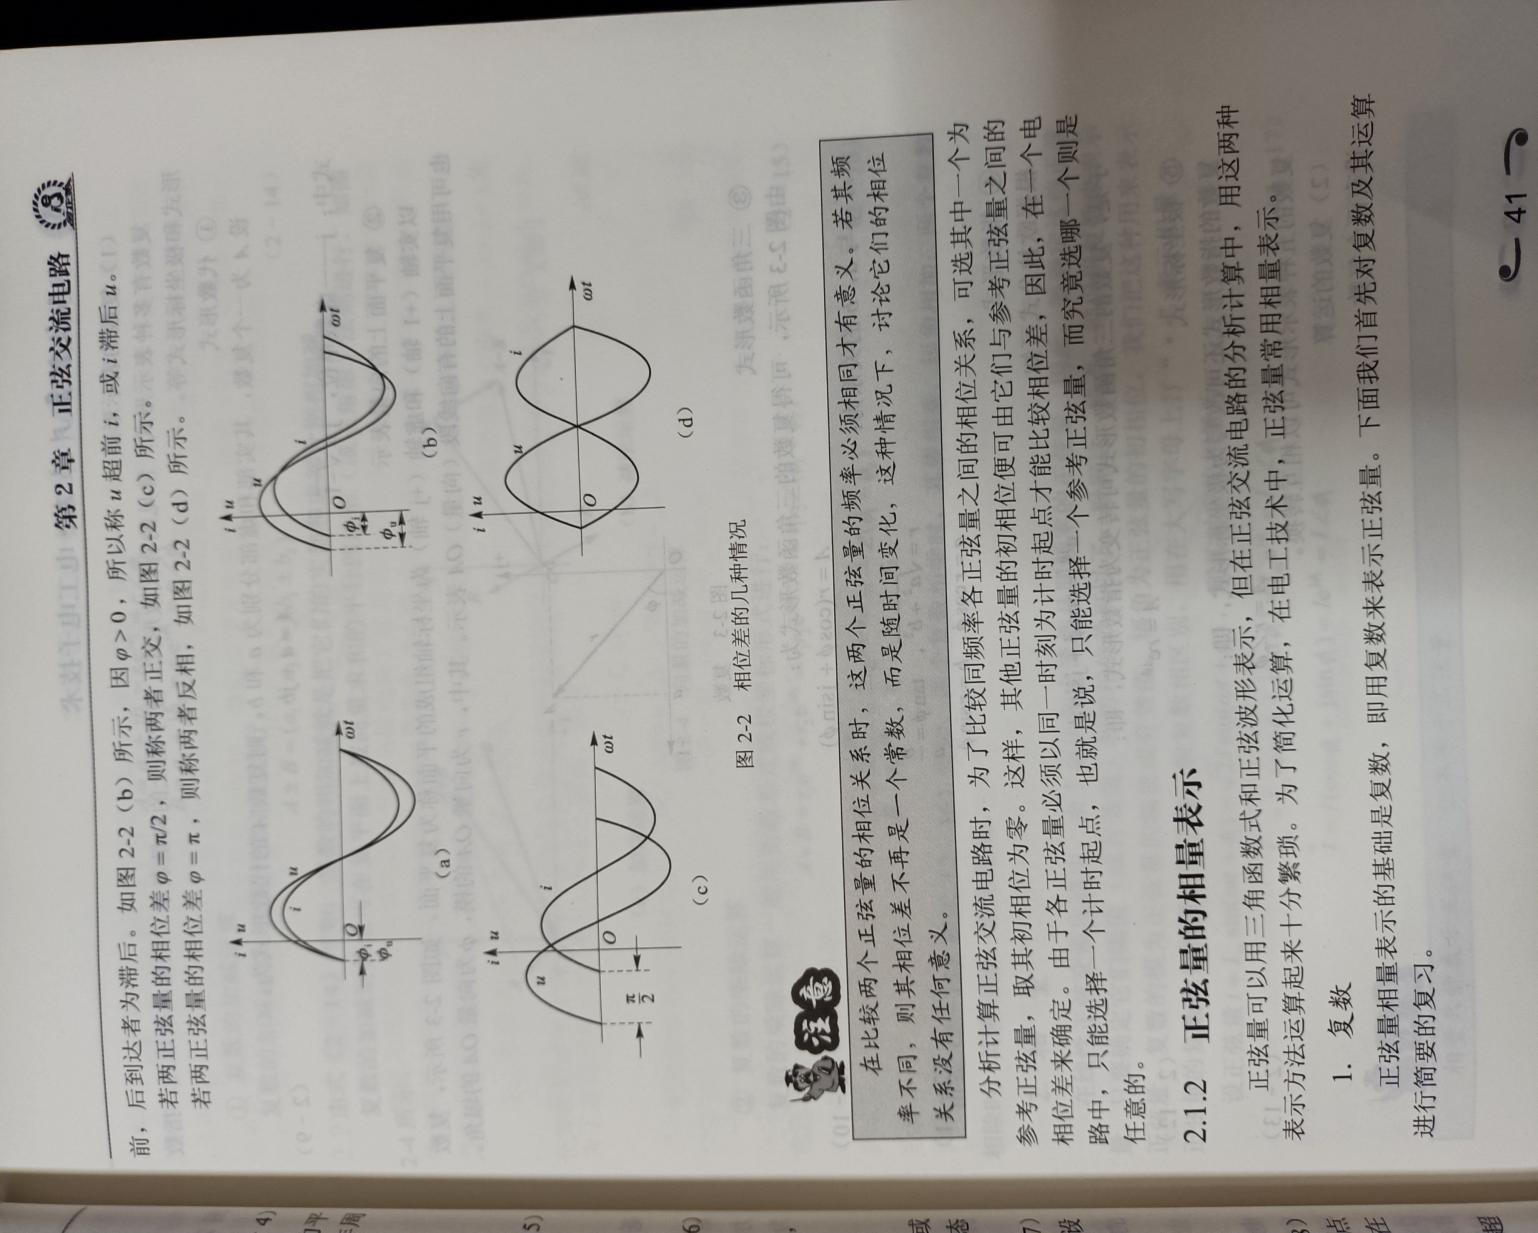 第 2 章 正弦交流电路
前，后到达者为滞后。如图 2-2（b）所示，因φ>0，所以称 u 超前 i，或 i 滞后 u。
若两正弦量的相位差φ=π/2，则称两者正交，如图 2-2（c）所示。
若两正弦量的相位差φ=π，则称两者反相，如图 2-2（d）所示。
i u
u
i
O
ωt
φi
φu
(a)
i u
u
i
O
ωt
φi
φu
(b)
i u
u
i
O
ωt
π/2
(c)
i u
u
i
O
ωt
(d)
图 2-2 相位差的几种情况
注意
在比较两个正弦量的相位关系时，这两个正弦量的频率必须相同才有意义。若其频
率不同，则其相位差不再是一个常数，而是随时间变化，这种情况下，讨论它们的相位
关系没有任何意义。
分析计算正弦交流电路时，为了比较同频率各正弦量之间的相位关系，可选其中一个为
参考正弦量，取其初相位为零。这样，其他正弦量的初相位便可由它们与参考正弦量之间的
相位差来确定。由于各正弦量必须以同一时刻为计时起点才能比较相位差，因此，在一个电
路中，只能选择一个计时起点，也就是说，只能选择一个参考正弦量，而究竟选哪一个则是
任意的。
2.1.2 正弦量的相量表示
正弦量可以用三角函数式和正弦波形表示，但在正弦交流电路的分析计算中，用这两种
表示方法运算起来十分繁琐。为了简化运算，在电工技术中，正弦量常用相量表示。
1. 复数
正弦量相量表示的基础是复数，即用复数来表示正弦量。下面我们首先对复数及其运算
进行简要的复习。
41